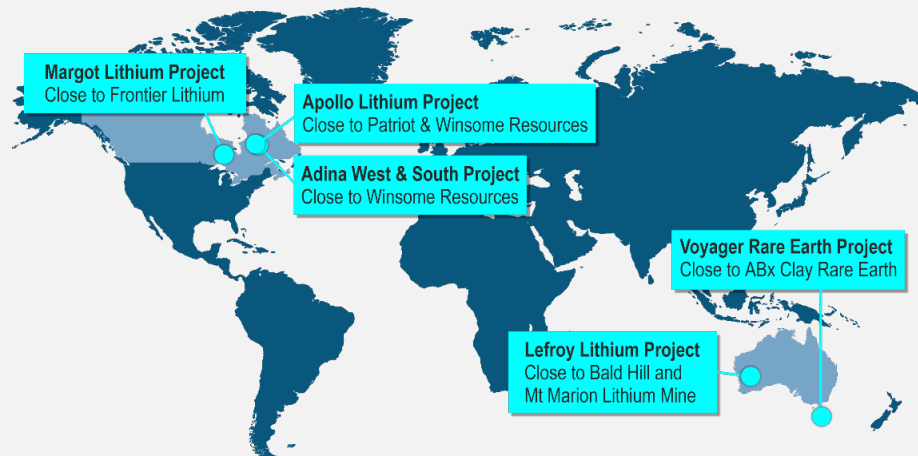 Margot Lithium Project
Close to Frontier Lithium
Apollo Lithium Project
Close to Patriot & Winsome Resources
Adina West & South Project
Close to Winsome Resources
Voyager Rare Earth Project
Close to ABx Clay Rare Earth
Lefroy Lithium Project
Close to Bald Hill and
Mt Marion Lithium Mine